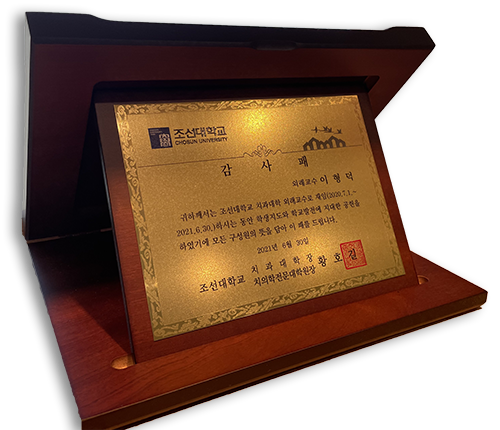 조선대학교
CHOSUN UNIVERSITY
감 사 패
외래교수 이 형 덕
귀하께서는 조선대학교 치과대학 외래교수로 재임(2020.7.1.~
2021.6.30.)하시는 동안 학생지도와 학교발전에 지대한 공헌을
하였기에 모든 구성원의 뜻을 담아 이 패를 드립니다.
2021년 6월 30일
조선대학교 치 과 대 학 장 황 호 길
치의학전문대학원장